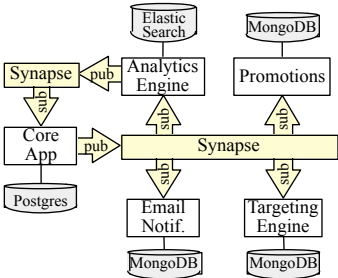 Elastic
Search
MongoDB
Synapse
pub
Analytics
Engine
Promotions
sub
sub
sub
Core
App
pub
Synapse
sub
sub
Postgres
Email
Notif.
Targeting
Engine
MongoDB
MongoDB